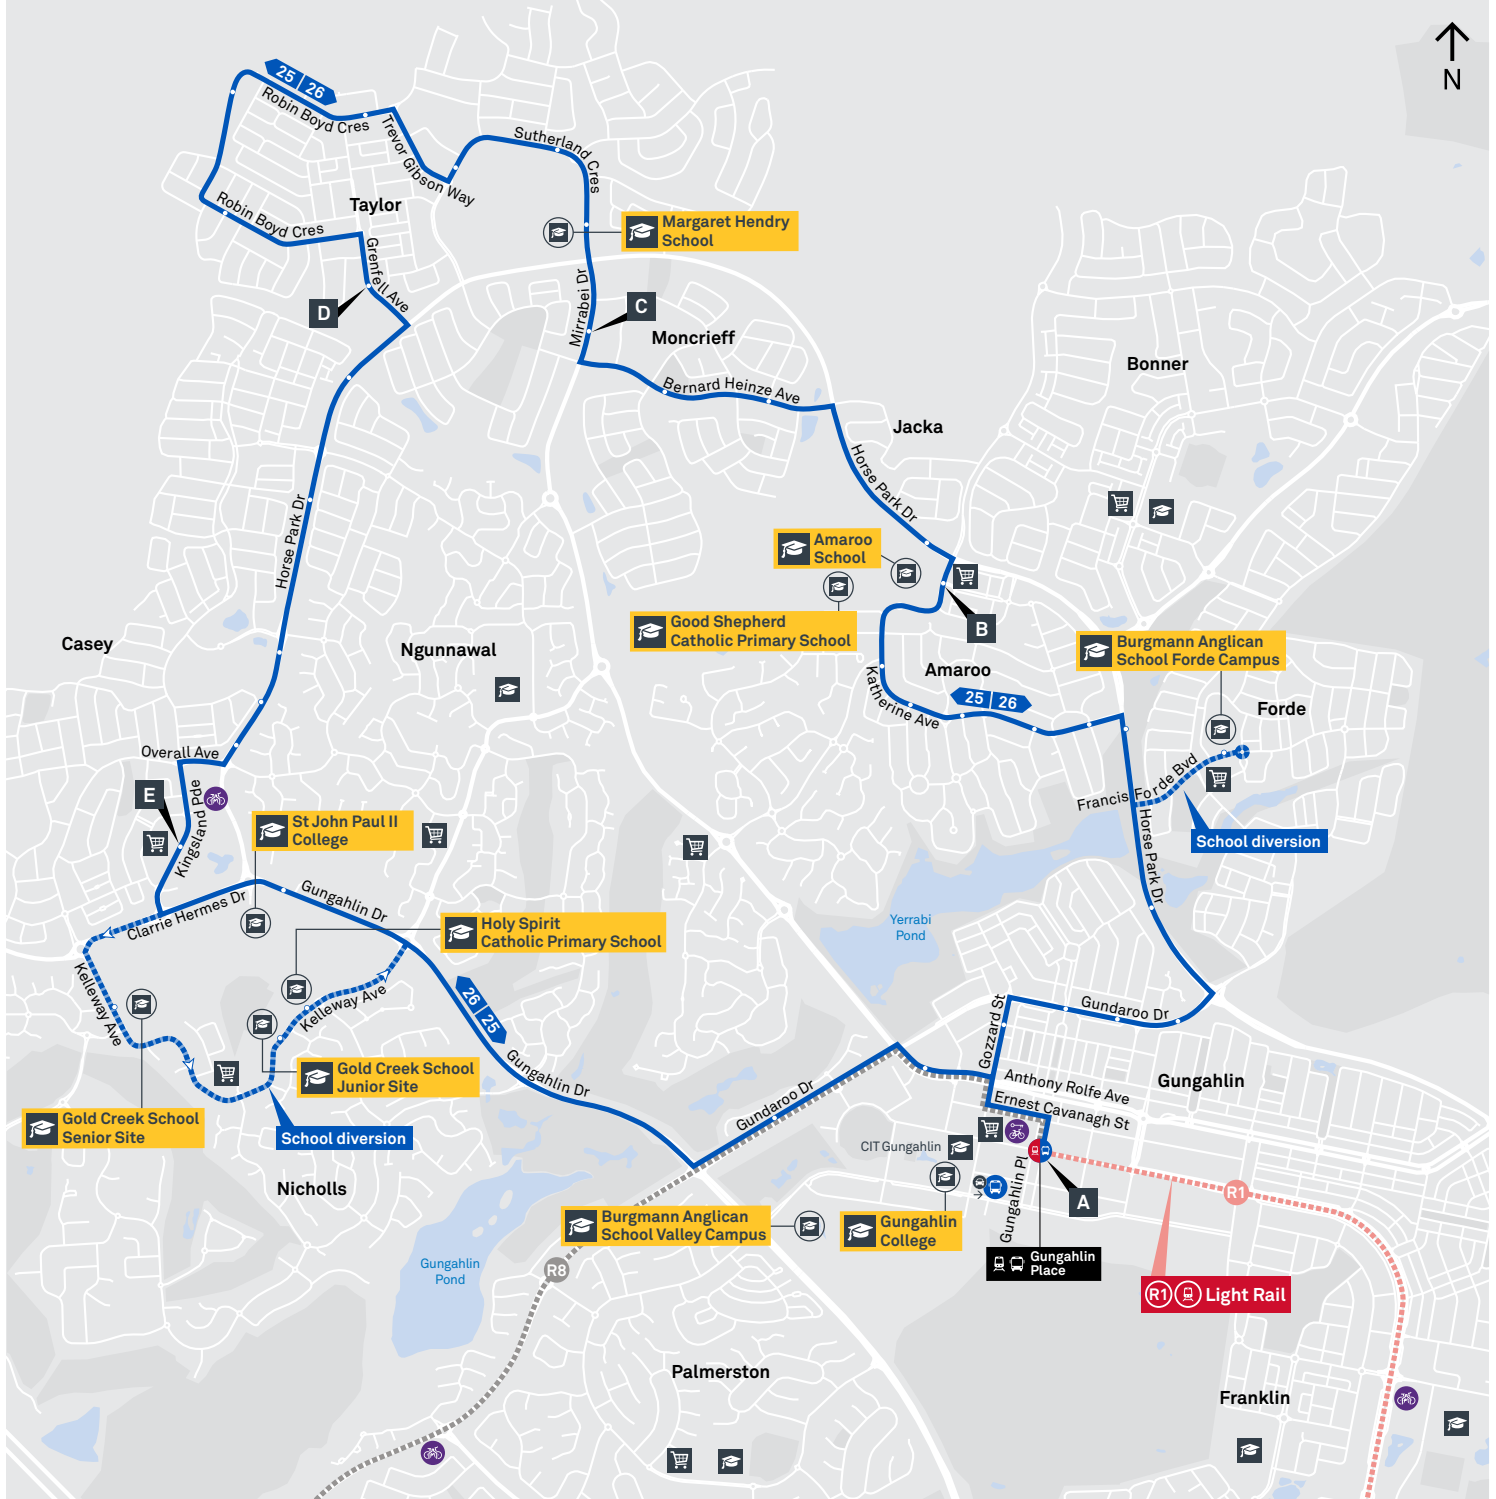 N
25 26
Robin Boyd Cres
Trevor Gibson Way
Sutherland Cres
Taylor
Robin Boyd Cres
Margaret Hendry
School
Grenfell Ave
D
Mirrabei Dr
C
Moncrieff
Bonner
Bernard Heinze Ave
Jacka
Horse Park Dr
Horse Park Dr
Amaroo
School
Good Shepherd
Catholic Primary School
B
Burgmann Anglican
School Forde Campus
Casey
Ngunnawal
Amaroo
Katherine Ave
25 26
Forde
Overall Ave
Francis Forde Bvd
E
Kingsland Pde
St John Paul II
College
School diversion
Horse Park Dr
Clarrie Hermes Dr
Gungahlin Dr
Holy Spirit
Catholic Primary School
Yerrabi
Pond
Kelleway Ave
Kelleway Ave
26 25
Gozzard St
Gundaroo Dr
Gungahlin Dr
Gold Creek School
Junior Site
Anthony Rolfe Ave
Gungahlin
Gundaroo Dr
Ernest Cavanagh St
Gold Creek School
Senior Site
School diversion
CIT Gungahlin
Gungahlin Pl
Nicholls
A
R1
Burgmann Anglican
School Valley Campus
Gungahlin
College
Gungahlin
Place
Gungahlin
Pond
R8
R1 Light Rail
Palmerston
Franklin